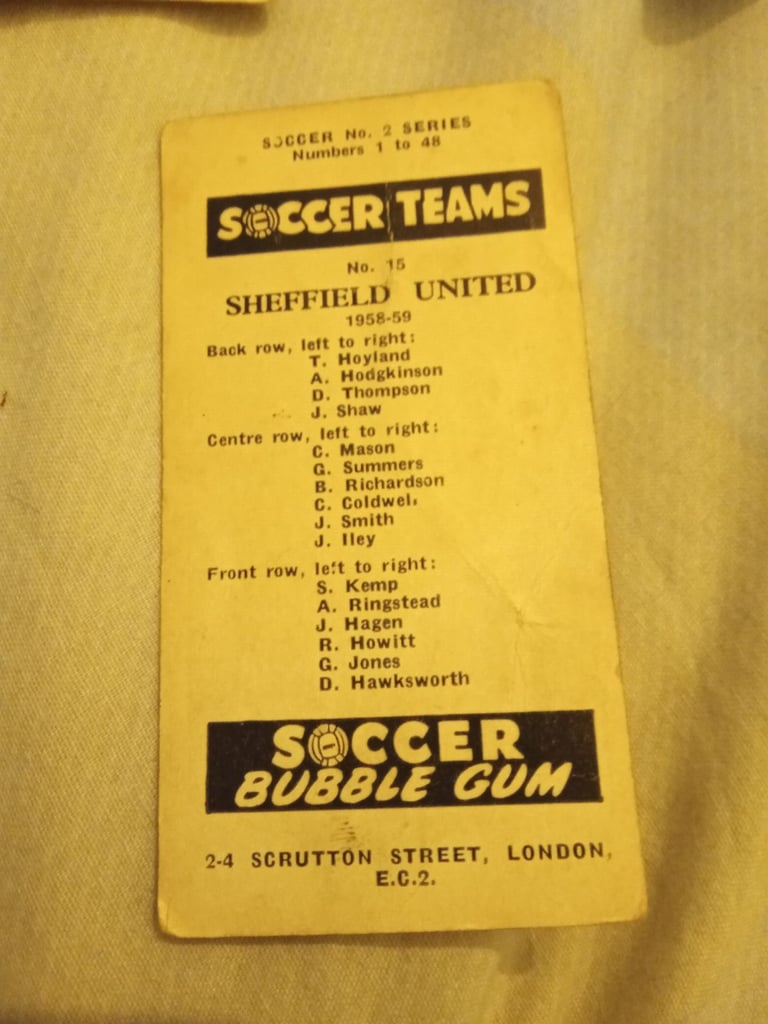 SOCCER No. 2 SERIES
Numbers 1 to 48
SOCCER TEAMS
No. 15
SHEFFIELD UNITED
1958-59
Back row, left to right:
T. Hoyland
A. Hodgkinson
D. Thompson
J. Shaw
Centre row, left to right:
C. Mason
G. Summers
B. Richardson
C. Coldwell
J. Smith
J. Iley
Front row, left to right:
S. Kemp
A. Ringstead
J. Hagen
R. Howitt
G. Jones
D. Hawksworth
SOCCER
BUBBLE GUM
2-4 SCRUTTON STREET, LONDON,
E.C.2.